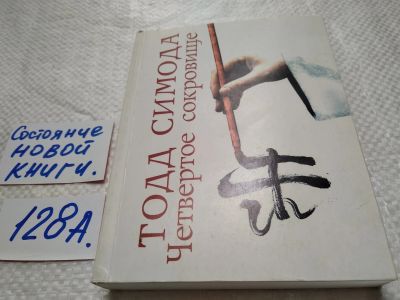 Состояние
НОВОЙ
КНИГИ.
128А.
ТОДД СИМОДА
Четвертое сокровище